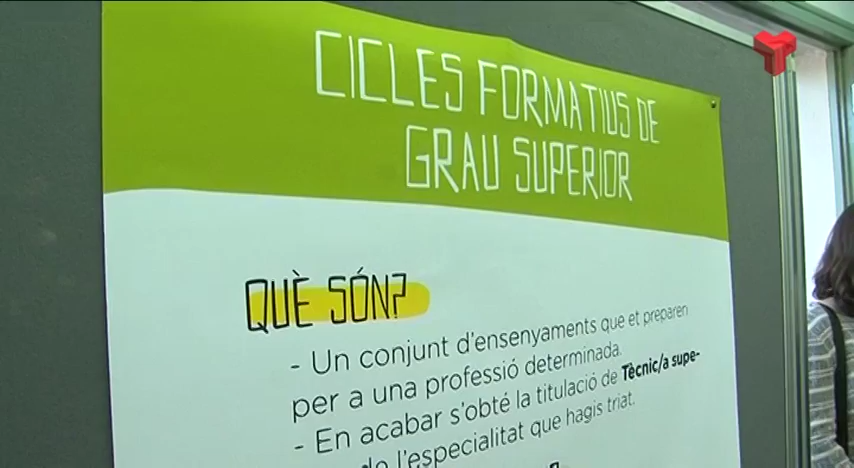 CICLES FORMATIUS DE
GRAU SUPERIOR
QUÈ SÓN?
- Un conjunt d'ensenyaments que et preparen
per a una professió determinada.
- En acabar s'obté la titulació de Tècnic/a supe-
de l'especialitat que hagis triat.